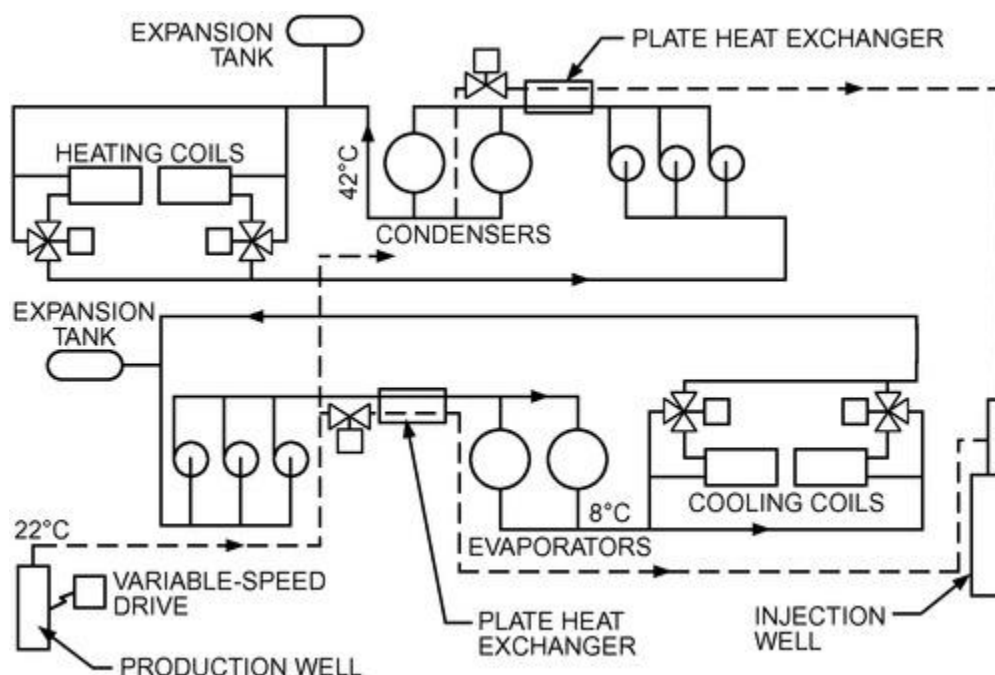 EXPANSION
TANK
PLATE HEAT EXCHANGER
HEATING COILS
42°C
CONDENSERS
EXPANSION
TANK
8°C
COOLING COILS
EVAPORATORS
22°C
VARIABLE-SPEED
DRIVE
PLATE HEAT
EXCHANGER
INJECTION
WELL
PRODUCTION WELL